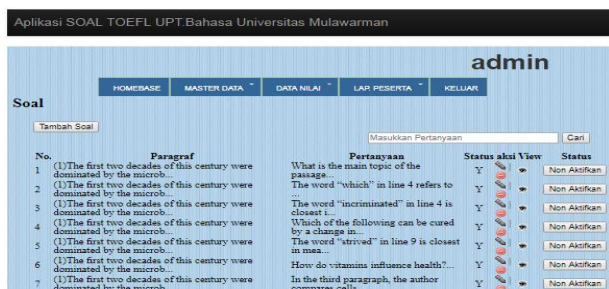 Aplikasi SOAL TOEFL UPT.Bahasa Universitas Mulawarman
admin
HOMEBASE MASTER DATA DATA NILAI LAP. PESERTA KELUAR
Soal
Tambah Soal
Masukkan Pertanyaan Cari
No. Paragraf Pertanyaan Status aksi View Status
1 (1)The first two decades of this century were What is the main topic of the
dominated by the microb... passage... Y Non Aktifkan
2 (1)The first two decades of this century were The word “which” in line 4 refers to
dominated by the microb... ... Y Non Aktifkan
3 (1)The first two decades of this century were The word “incriminated” in line 4 is
dominated by the microb... closest i... Y Non Aktifkan
4 (1)The first two decades of this century were Which of the following can be cured
dominated by the microb... by a change in... Y Non Aktifkan
5 (1)The first two decades of this century were The word “strived” in line 9 is closest
dominated by the microb... in mea... Y Non Aktifkan
6 (1)The first two decades of this century were
dominated by the microb... How do vitamins influence health?... Y Non Aktifkan
7 (1)The first two decades of this century were In the third paragraph, the author
dominated by the microb... compares cells Y Non Aktifkan